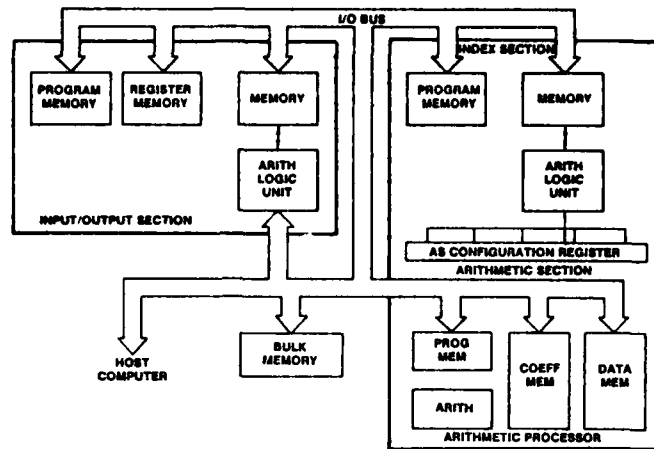 I/O BUS
INDEX SECTION
PROGRAM
MEMORY
REGISTER
MEMORY
MEMORY
PROGRAM
MEMORY
MEMORY
ARITH
LOGIC
UNIT
ARITH
LOGIC
UNIT
INPUT/OUTPUT SECTION
AS CONFIGURATION REGISTER
ARITHMETIC SECTION
HOST
COMPUTER
BULK
MEMORY
PROG
MEM
COEFF
MEM
DATA
MEM
ARITH
ARITHMETIC PROCESSOR